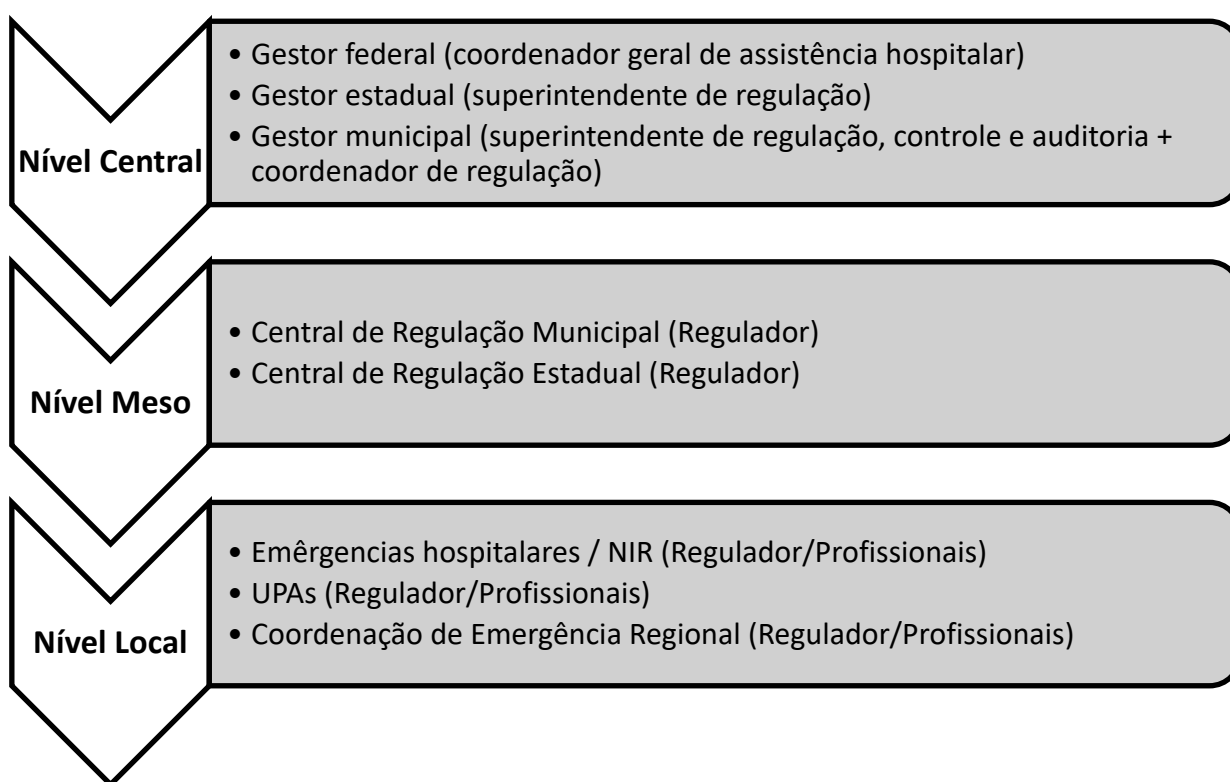 Nível Central
• Gestor federal (coordenador geral de assistência hospitalar)
• Gestor estadual (superintendente de regulação)
• Gestor municipal (superintendente de regulação, controle e auditoria +
coordenador de regulação)
Nível Meso
• Central de Regulação Municipal (Regulador)
• Central de Regulação Estadual (Regulador)
Nível Local
• Emêrgencias hospitalares / NIR (Regulador/Profissionais)
• UPAs (Regulador/Profissionais)
• Coordenação de Emergência Regional (Regulador/Profissionais)